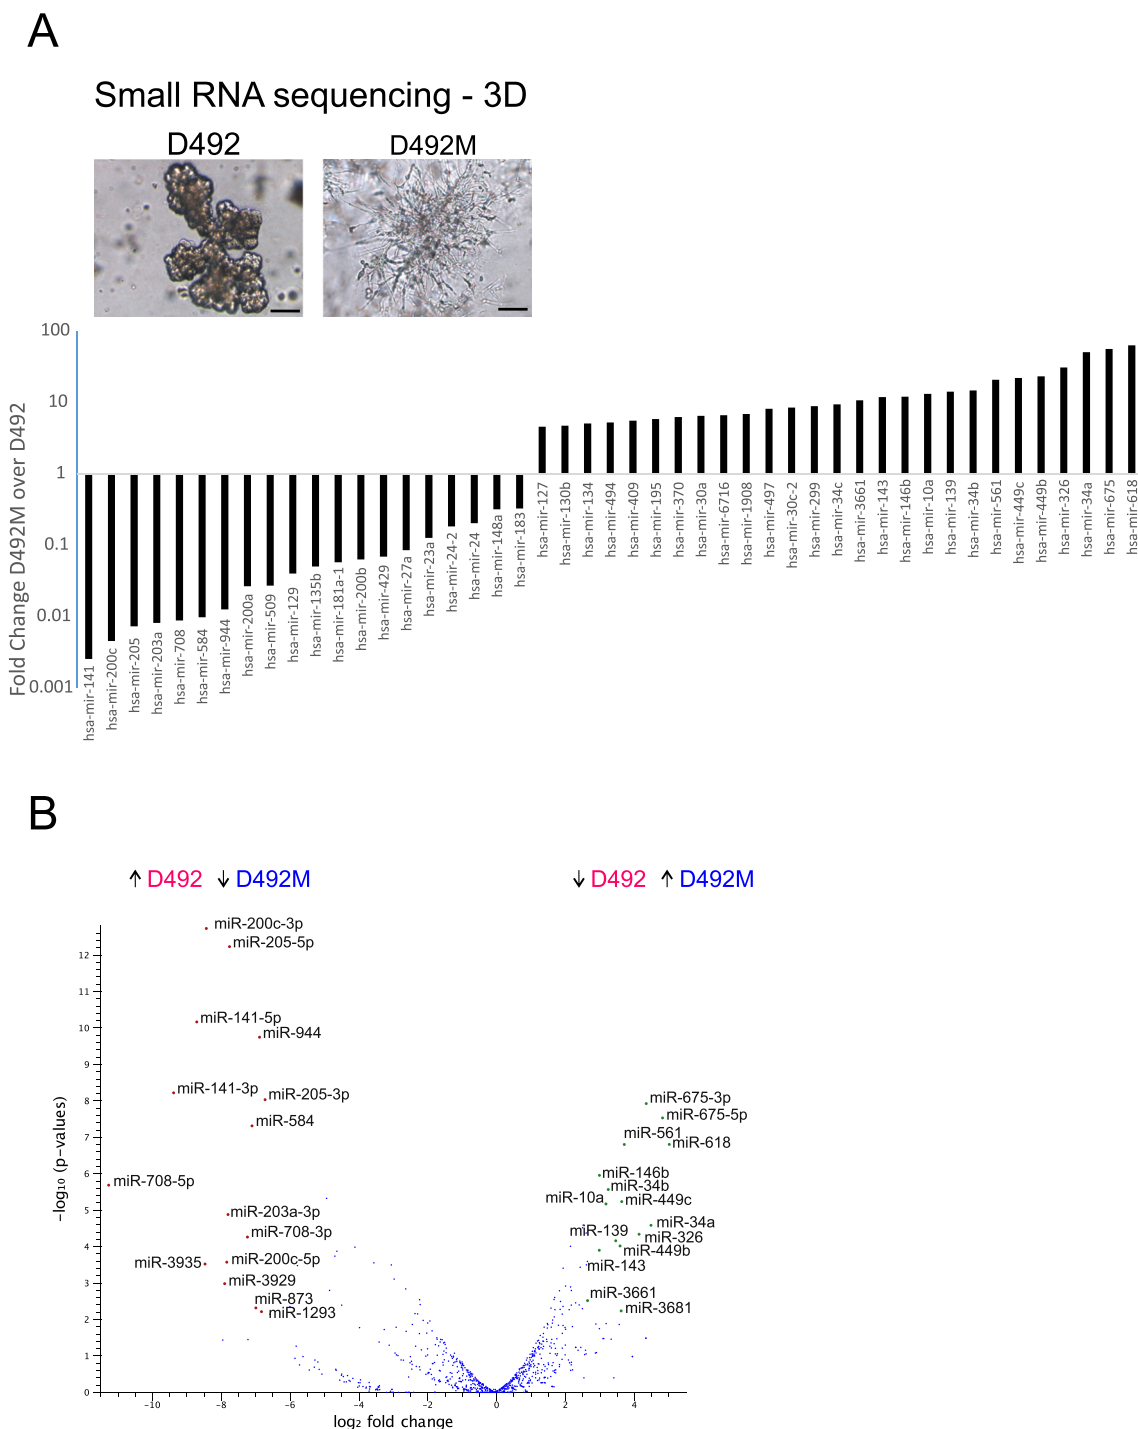 A
Small RNA sequencing - 3D
D492
D492M
Fold Change D492M over D492
100
10
1
0.1
0.01
0.001
hsa-mir-141
hsa-mir-200c
hsa-mir-205
hsa-mir-203a
hsa-mir-708
hsa-mir-584
hsa-mir-944
hsa-mir-200a
hsa-mir-509
hsa-mir-129
hsa-mir-135b
hsa-mir-181a-1
hsa-mir-200b
hsa-mir-429
hsa-mir-27a
hsa-mir-23a
hsa-mir-24-2
hsa-mir-24
hsa-mir-148a
hsa-mir-183
hsa-mir-127
hsa-mir-130b
hsa-mir-134
hsa-mir-494
hsa-mir-409
hsa-mir-195
hsa-mir-370
hsa-mir-30a
hsa-mir-6716
hsa-mir-1908
hsa-mir-497
hsa-mir-30c-2
hsa-mir-299
hsa-mir-34c
hsa-mir-3661
hsa-mir-143
hsa-mir-146b
hsa-mir-10a
hsa-mir-139
hsa-mir-34b
hsa-mir-561
hsa-mir-449c
hsa-mir-449b
hsa-mir-326
hsa-mir-34a
hsa-mir-675
hsa-mir-618
B
↑ D492 ↓ D492M
↓ D492 ↑ D492M
-log₁₀ (p-values)
12
11
10
9
8
7
6
5
4
3
2
1
0
miR-200c-3p
miR-205-5p
miR-141-5p
miR-944
miR-141-3p
miR-205-3p
miR-584
miR-708-5p
miR-203a-3p
miR-708-3p
miR-3935
miR-200c-5p
miR-3929
miR-873
miR-1293
miR-675-3p
miR-675-5p
miR-561
miR-618
miR-146b
miR-34b
miR-10a
miR-449c
miR-34a
miR-139
miR-326
miR-449b
miR-143
miR-3661
miR-3681
-10
-8
-6
-4
-2
0
2
4
log₂ fold change